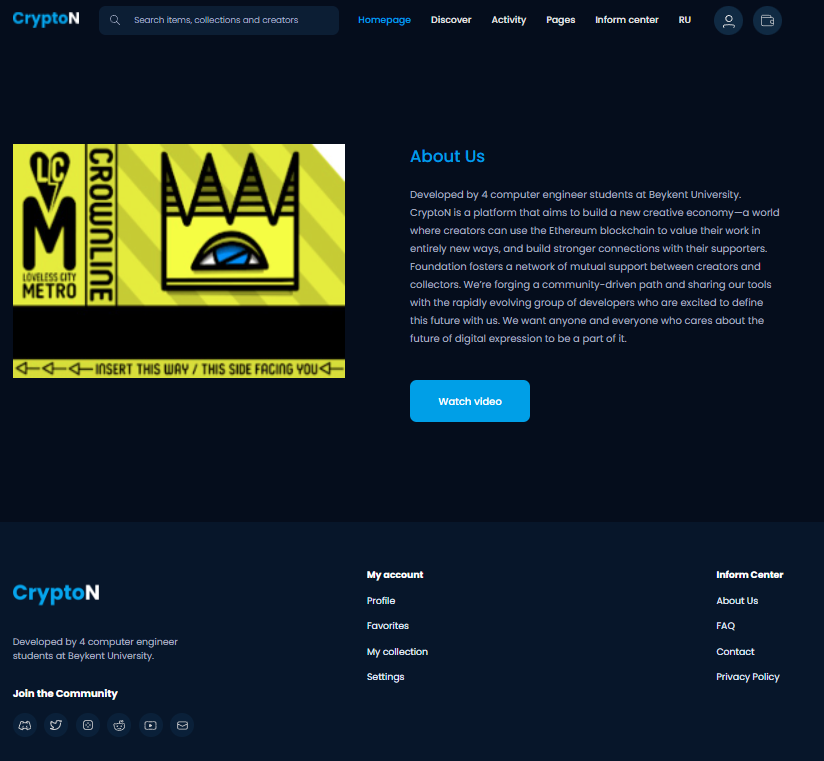 CryptoN
Search items, collections and creators
Homepage
Discover
Activity
Pages
Inform center
RU
LC
M
LOVELESS CITY
METRO
CROWNLINE
INSERT THIS WAY / THIS SIDE FACING YOU
About Us
Developed by 4 computer engineer students at Beykent University.
CryptoN is a platform that aims to build a new creative economy—a world
where creators can use the Ethereum blockchain to value their work in
entirely new ways, and build stronger connections with their supporters.
Foundation fosters a network of mutual support between creators and
collectors. We're forging a community-driven path and sharing our tools
with the rapidly evolving group of developers who are excited to define
this future with us. We want anyone and everyone who cares about the
future of digital expression to be a part of it.
Watch video
CryptoN
Developed by 4 computer engineer
students at Beykent University.
Join the Community
My account
Profile
Favorites
My collection
Settings
Inform Center
About Us
FAQ
Contact
Privacy Policy